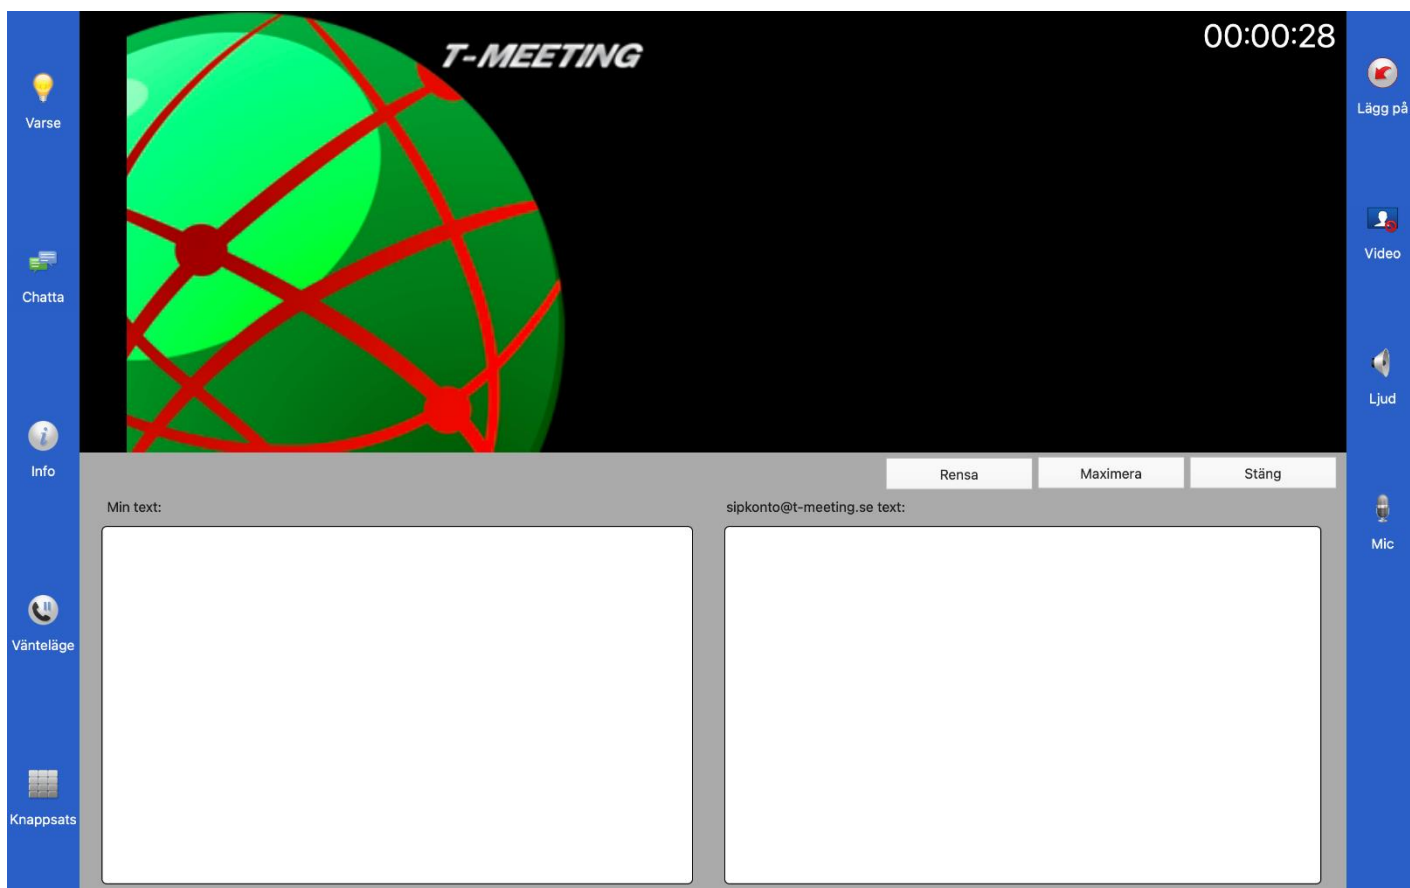 T-MEETING
00:00:28
Varse
Lägg på
Chatta
Video
Info
Ljud
Rensa
Maximera
Stäng
Min text:
sipkonto@t-meeting.se text:
Mic
Vänteläge
Knappsats